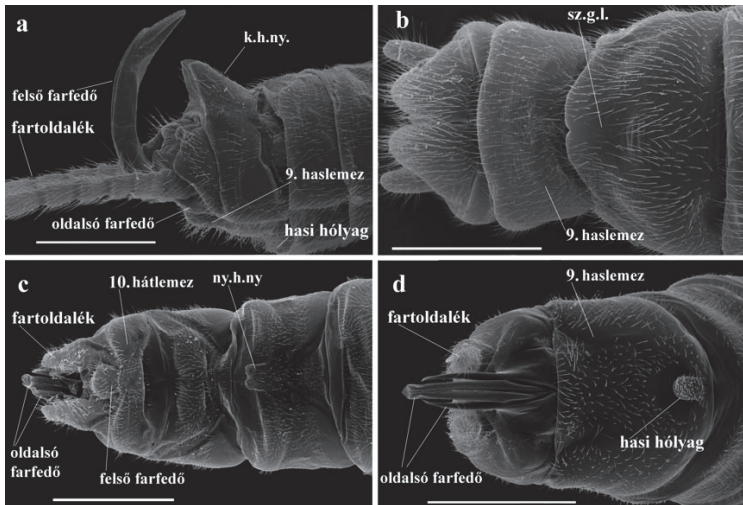 a
k.h.ny.
felső farfedő
fartoldalék
9. haslemez
oldalsó farfedő
hasi hólyag
b
sz.g.l.
9. haslemez
c
10. hátlemez
ny.h.ny
fartoldalék
oldalsó
farfedő
felső farfedő
d
9. haslemez
fartoldalék
hasi hólyag
oldalsó farfedő